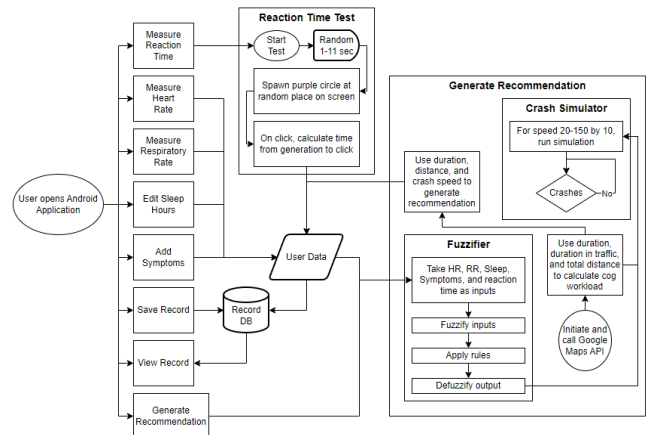 Reaction Time Test
Start
Test
Random
1-11 sec
Spawn purple circle at
random place on screen
On click, calculate time
from generation to click
Measure
Reaction
Time
Measure
Heart
Rate
Measure
Respiratory
Rate
Edit Sleep
Hours
Add
Symptoms
Save Record
View Record
Generate
Recommendation
User opens Android
Application
User Data
Record
DB
Generate Recommendation
Crash Simulator
For speed 20-150 by 10,
run simulation
Crashes
No
Use duration,
distance, and
crash speed to
generate
recommendation
Fuzzifier
Take HR, RR, Sleep,
Symptoms, and reaction
time as inputs
Fuzzify inputs
Apply rules
Defuzzify output
Use duration,
duration in traffic,
and total distance
to calculate cog
workload
Initiate and
call Google
Maps API